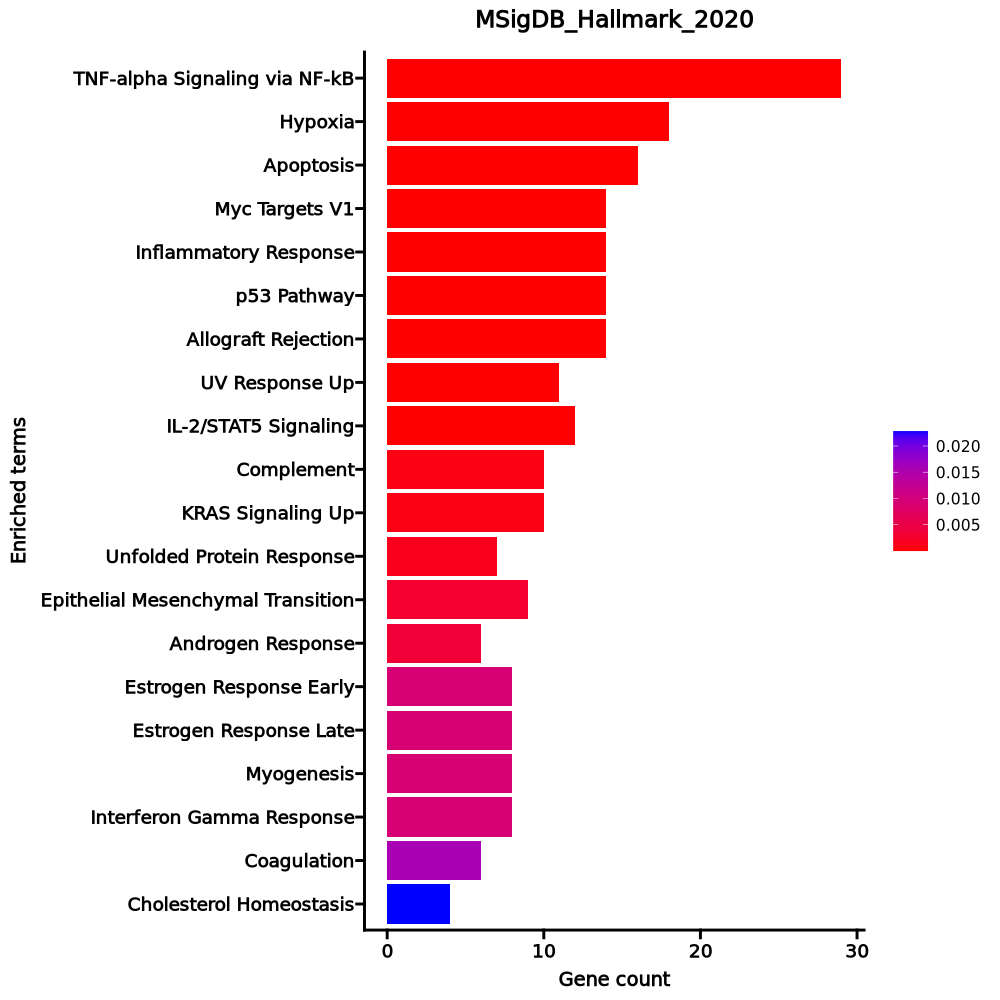 MSigDB_Hallmark_2020
TNF-alpha Signaling via NF-kB
Hypoxia
Apoptosis
Myc Targets V1
Inflammatory Response
p53 Pathway
Allograft Rejection
UV Response Up
IL-2/STAT5 Signaling
Complement
KRAS Signaling Up
Unfolded Protein Response
Epithelial Mesenchymal Transition
Androgen Response
Estrogen Response Early
Estrogen Response Late
Myogenesis
Interferon Gamma Response
Coagulation
Cholesterol Homeostasis
Enriched terms
0 10 20 30
Gene count
0.020
0.015
0.010
0.005